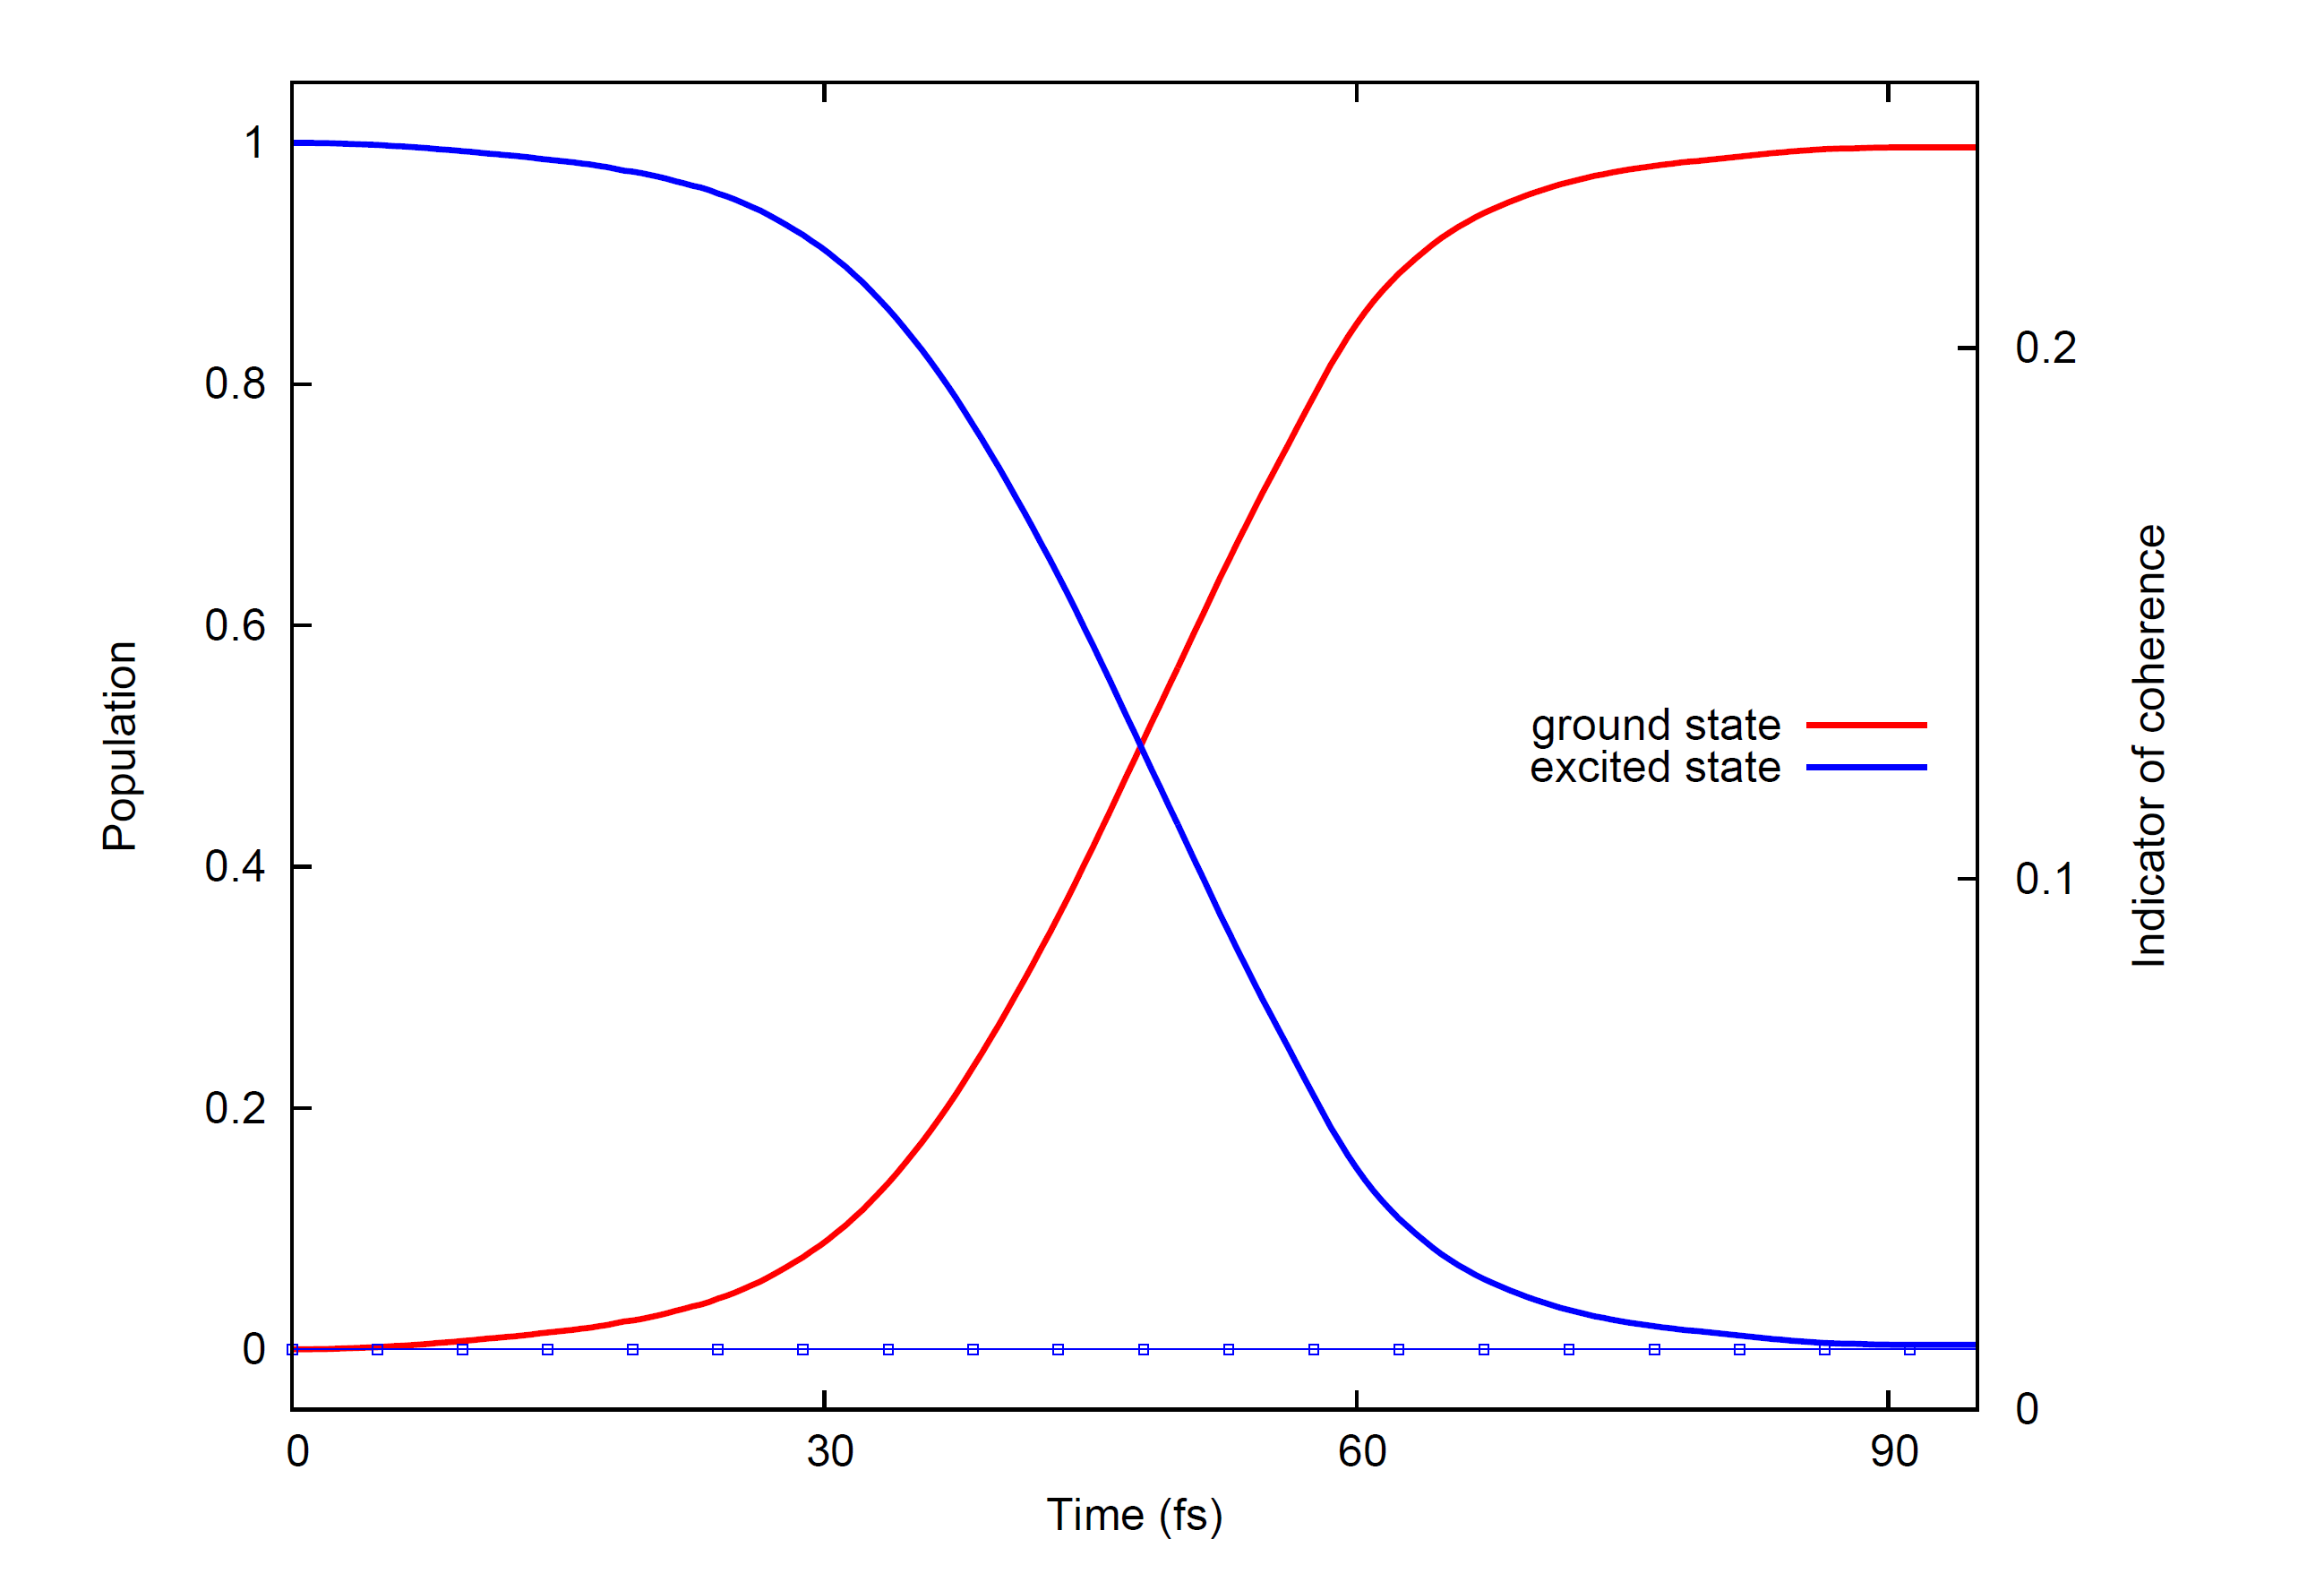 1
0.8
0.6
0.4
0.2
0
Population
0.2
0.1
0
Indicator of coherence
ground state
excited state
0 30 60 90
Time (fs)